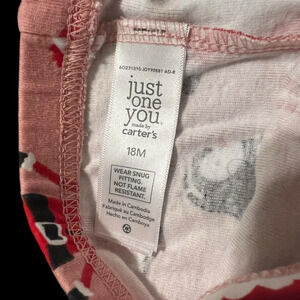 just
one
you
made by
carter's
18M
WEAR SNUG
FITTING.
NOT FLAME
RESISTANT.
Made in Cambodia
Fabriqué au Cambodge
Hecho en Camboya